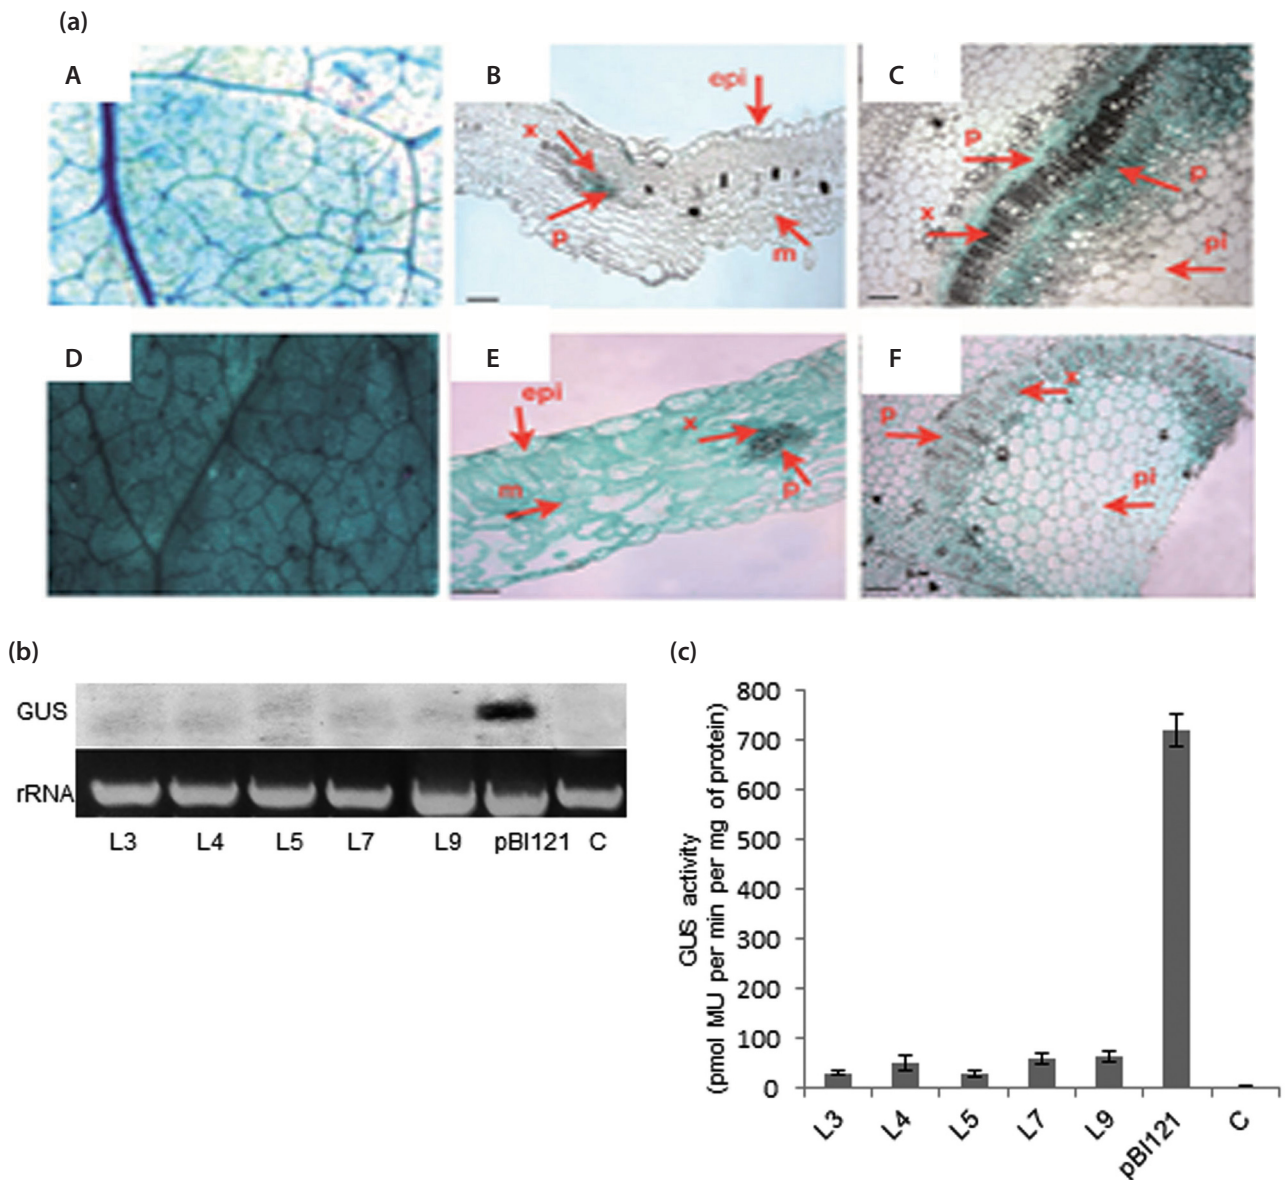 (a)
A
B
C
epi
x
p
m
P
p
x
pi
D
E
F
epi
x
m
p
x
p
pi
(b)
(c)
GUS
rRNA
L3 L4 L5 L7 L9 pBI121 C
GUS activity
(pmol MU per min per mg of protein)
800
700
600
500
400
300
200
100
0
L3 L4 L5 L7 L9 pBI121 C